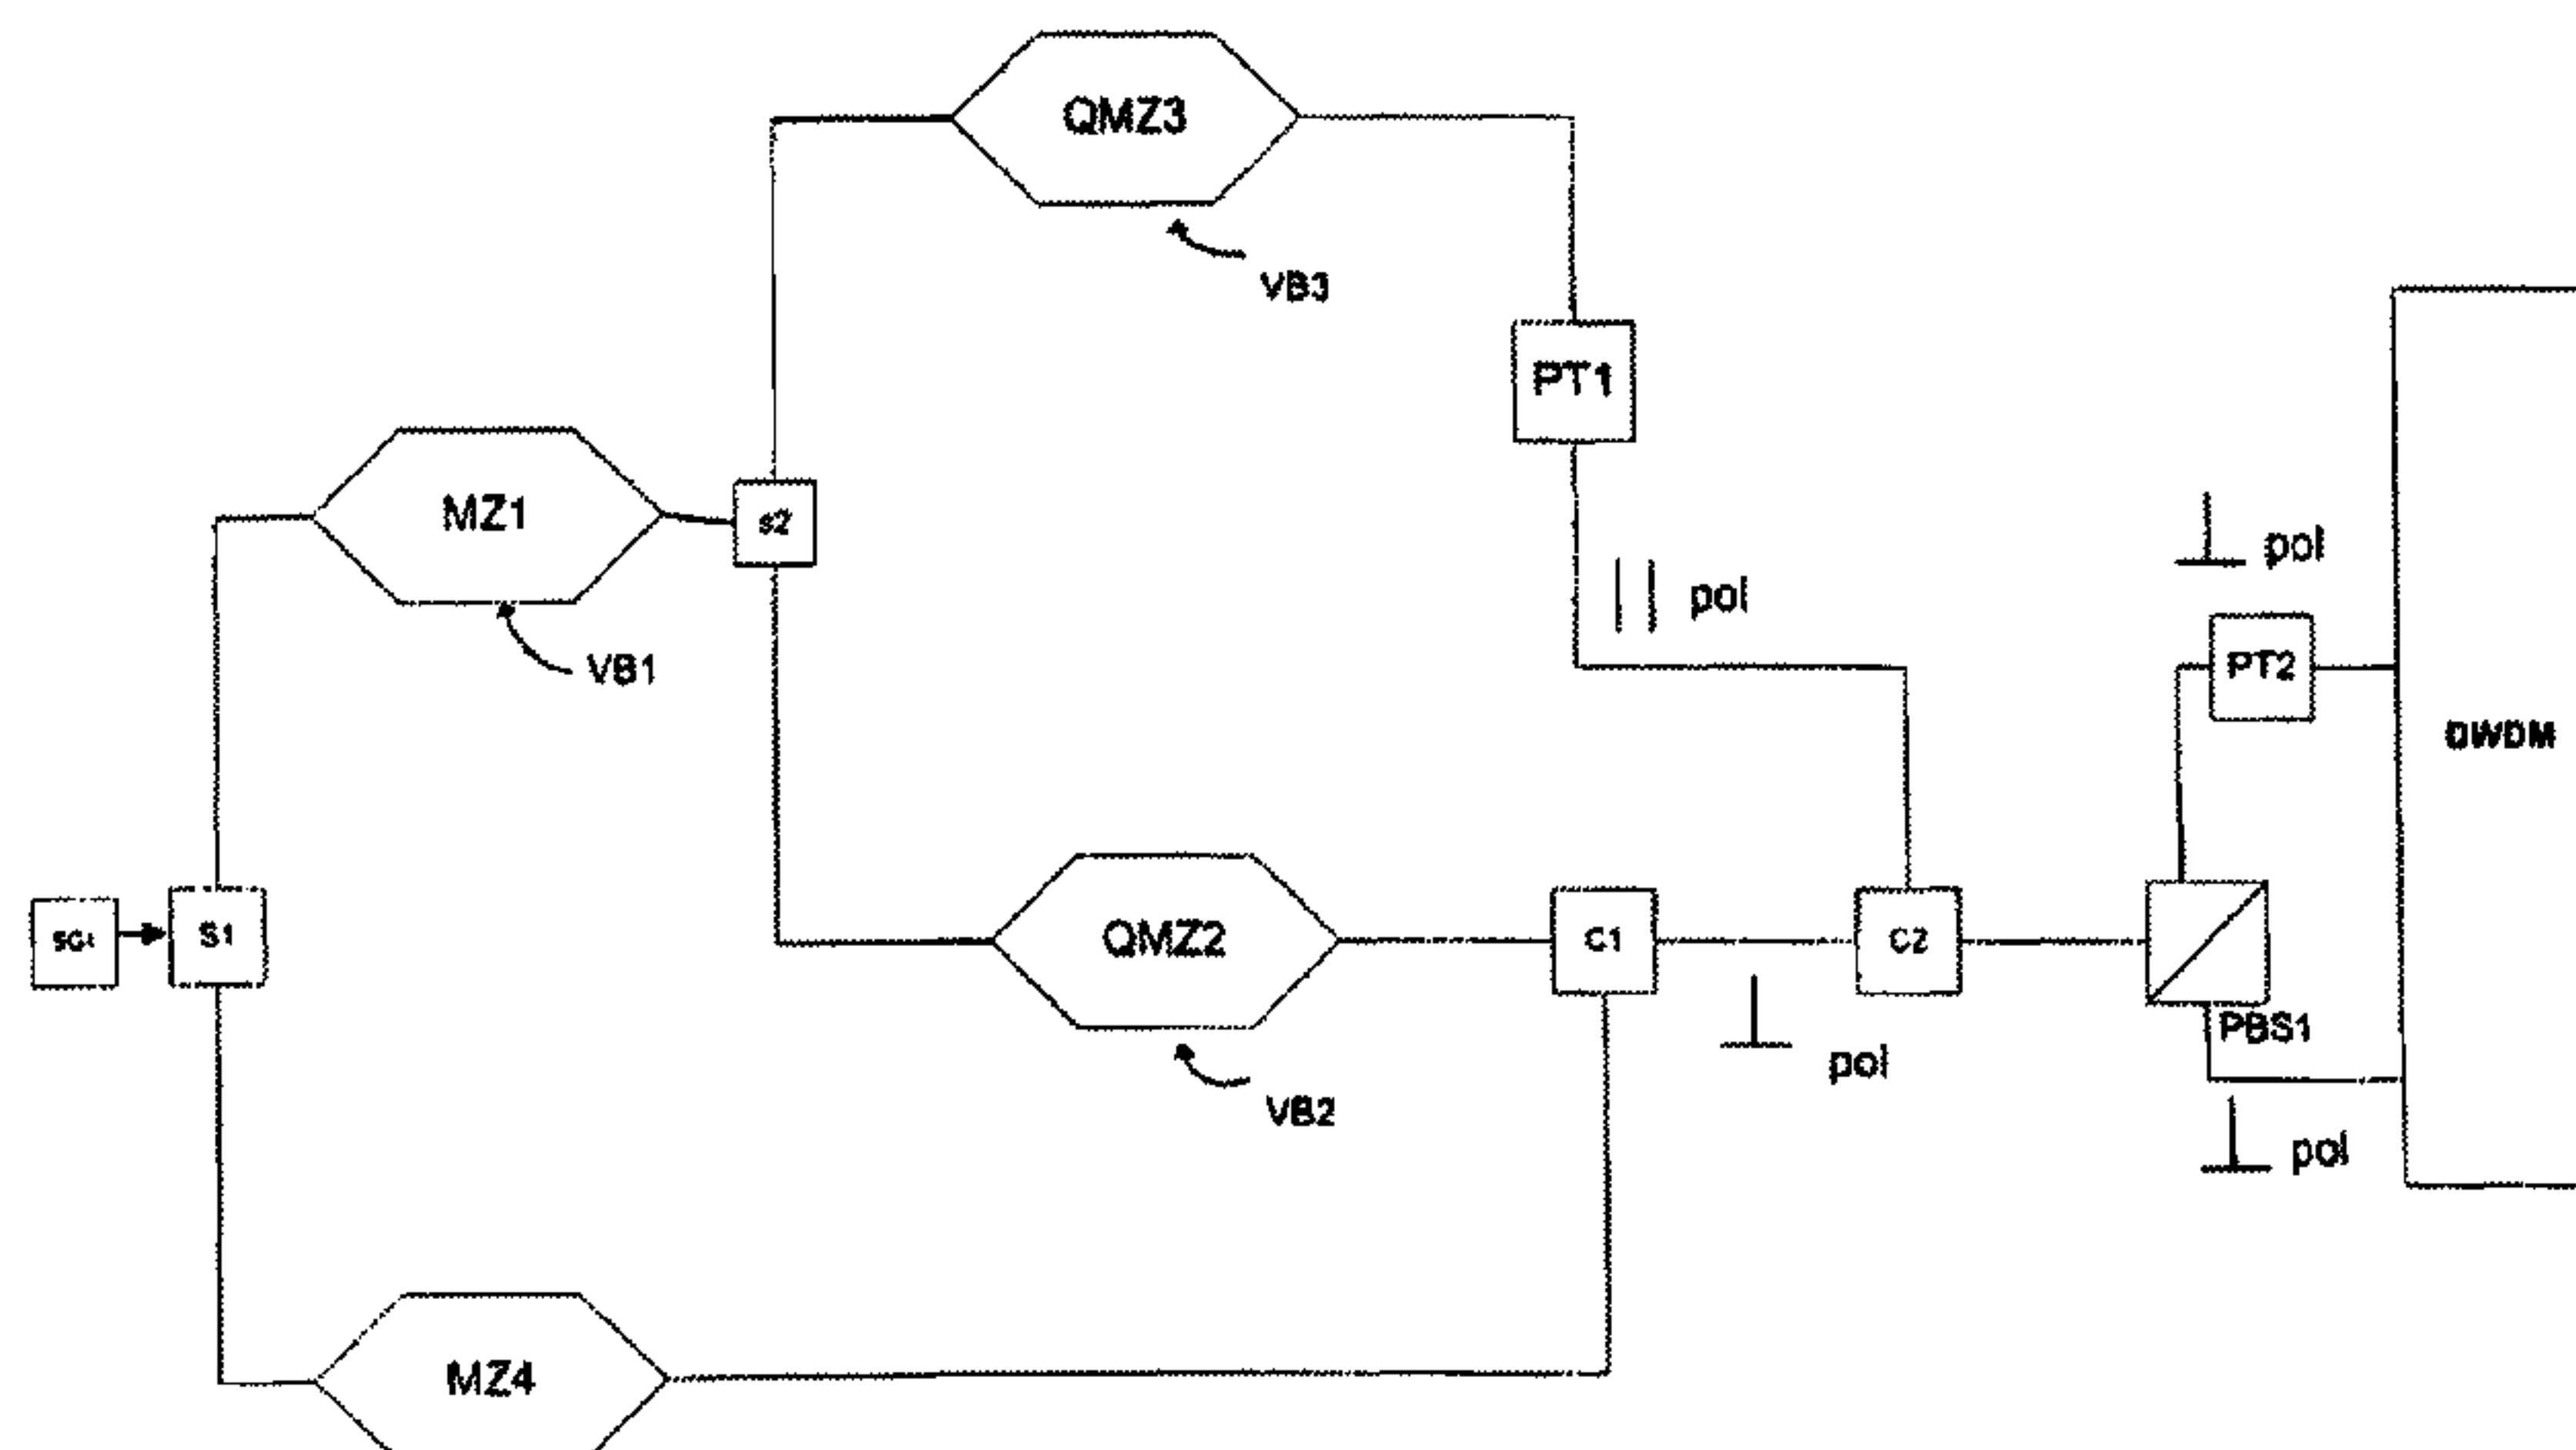 QMZ3
VB3
PT1
MZ1
s2
pol
pol
VB1
PT2
DWDM
S1
QMZ2
C1
C2
PBS1
pol
VB2
pol
MZ4